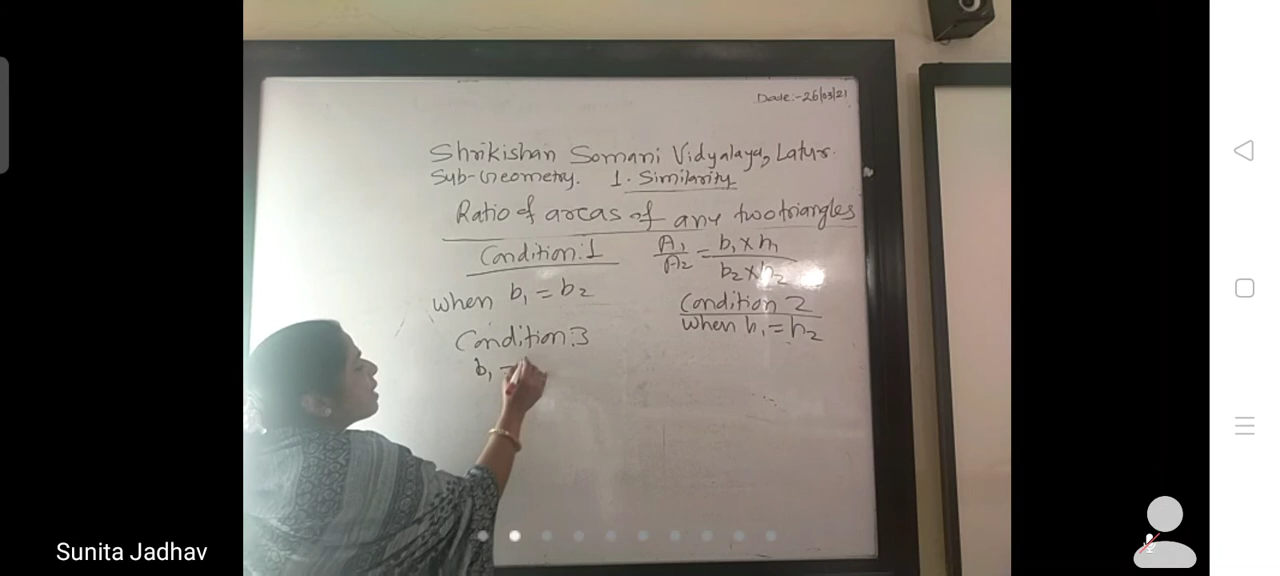 Date:-26/03/21
Shrikishan Somani Vidyalaya, Latur.
Sub-Geometry. 1. Similarity
Ratio of areas of any two triangles
Condition:1
A₁/A₂ = b₁ × h₁ / b₂ × h₂
When b₁ = b₂
Condition 2
When h₁ = h₂
Condition:3
b₁ =
Sunita Jadhav